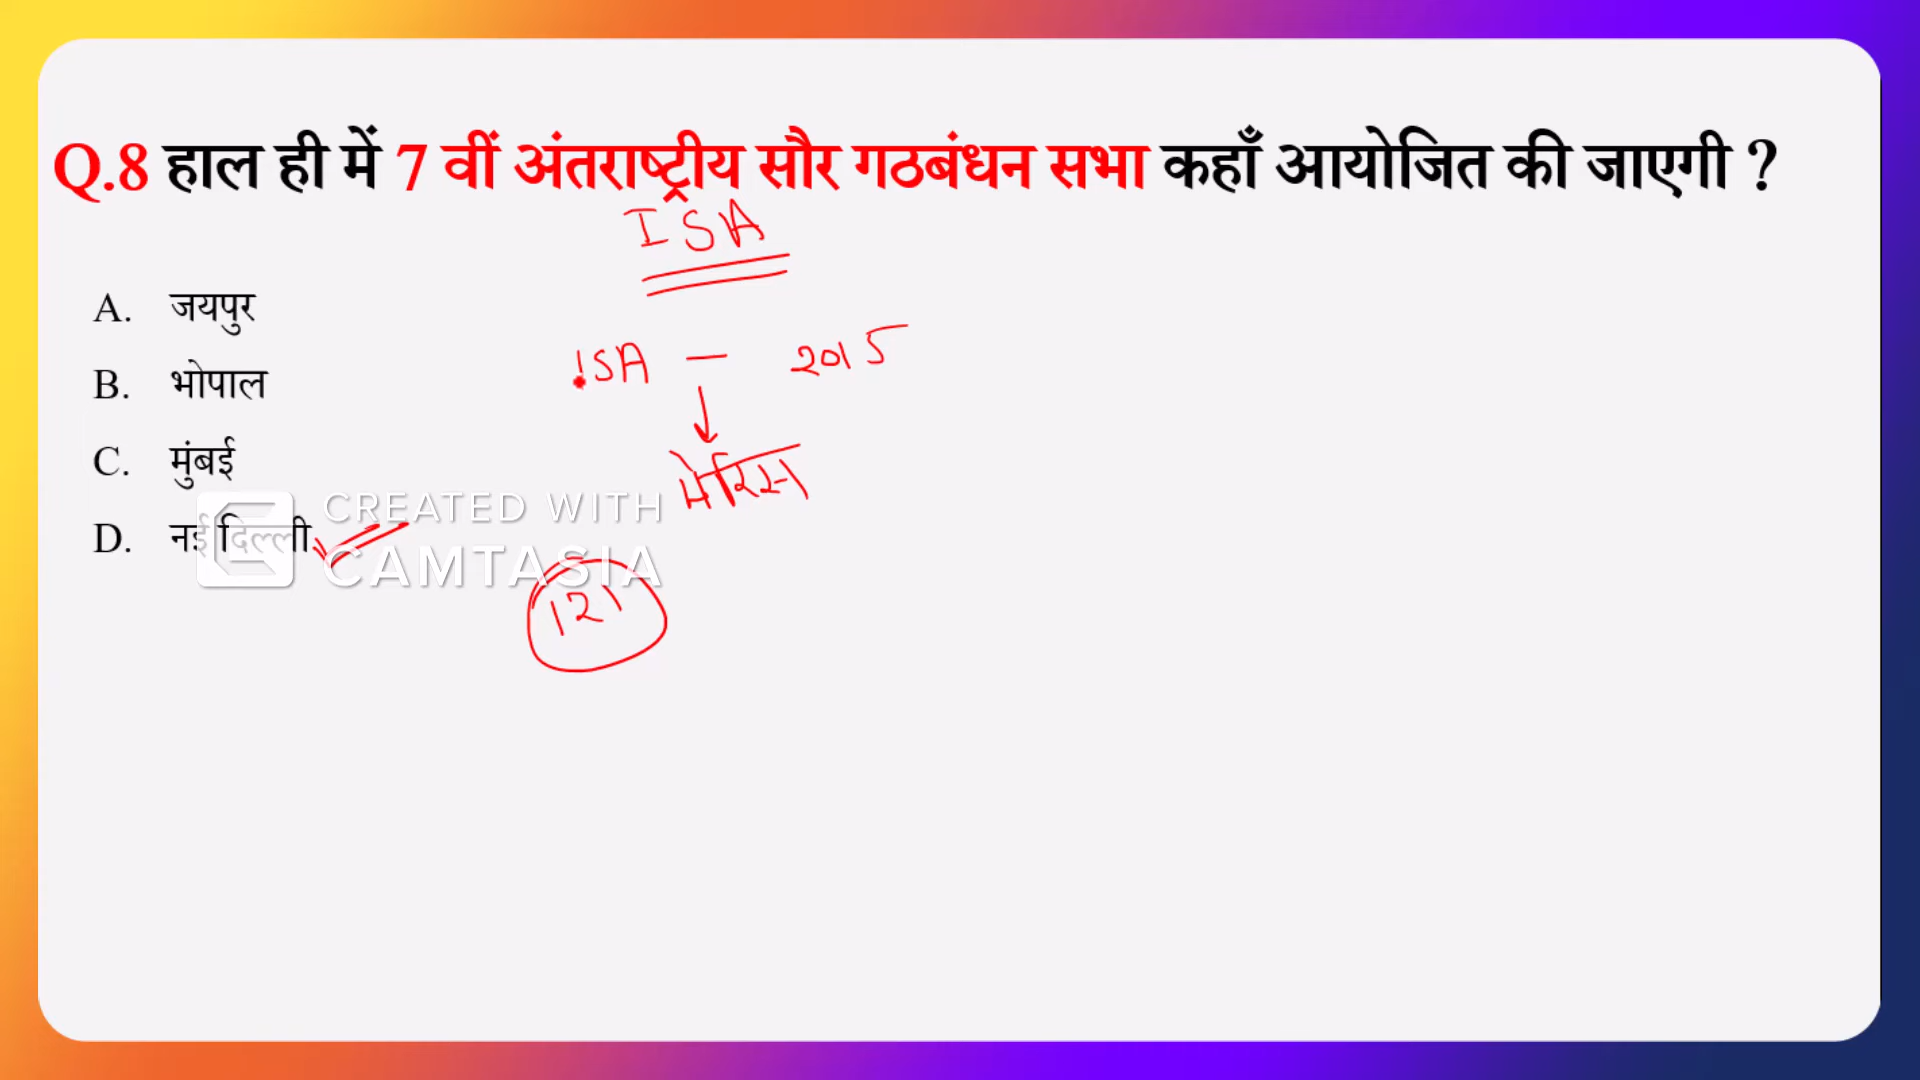 Q.8 हाल ही में 7 वीं अंतराष्ट्रीय सौर गठबंधन सभा कहाँ आयोजित की जाएगी ?
ISA
A. जयपुर
ISA — 2015
B. भोपाल
C. मुंबई
CREATED WITH
D. नई दिल्ली
CAMTASIA
121